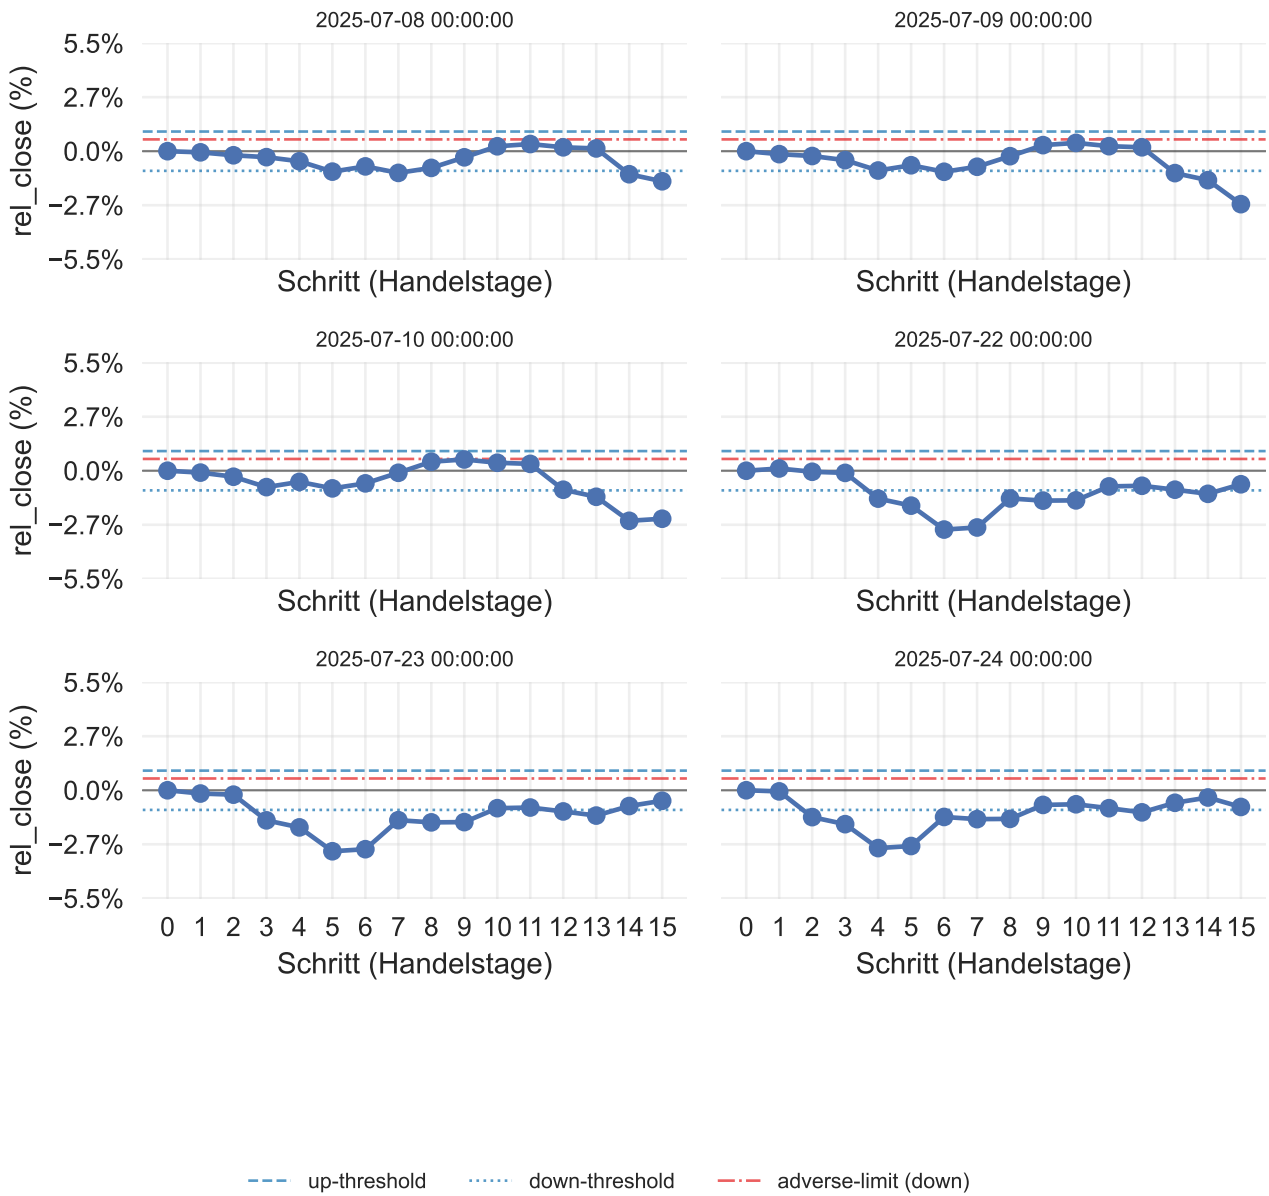 2025-07-08 00:00:00
2025-07-09 00:00:00
5.5%
2.7%
0.0%
−2.7%
−5.5%
rel_close (%)
Schritt (Handelstage)
Schritt (Handelstage)
2025-07-10 00:00:00
2025-07-22 00:00:00
5.5%
2.7%
0.0%
−2.7%
−5.5%
rel_close (%)
Schritt (Handelstage)
Schritt (Handelstage)
2025-07-23 00:00:00
2025-07-24 00:00:00
5.5%
2.7%
0.0%
−2.7%
−5.5%
rel_close (%)
0 1 2 3 4 5 6 7 8 9 10 11 12 13 14 15
0 1 2 3 4 5 6 7 8 9 10 11 12 13 14 15
Schritt (Handelstage)
Schritt (Handelstage)
up-threshold
down-threshold
adverse-limit (down)